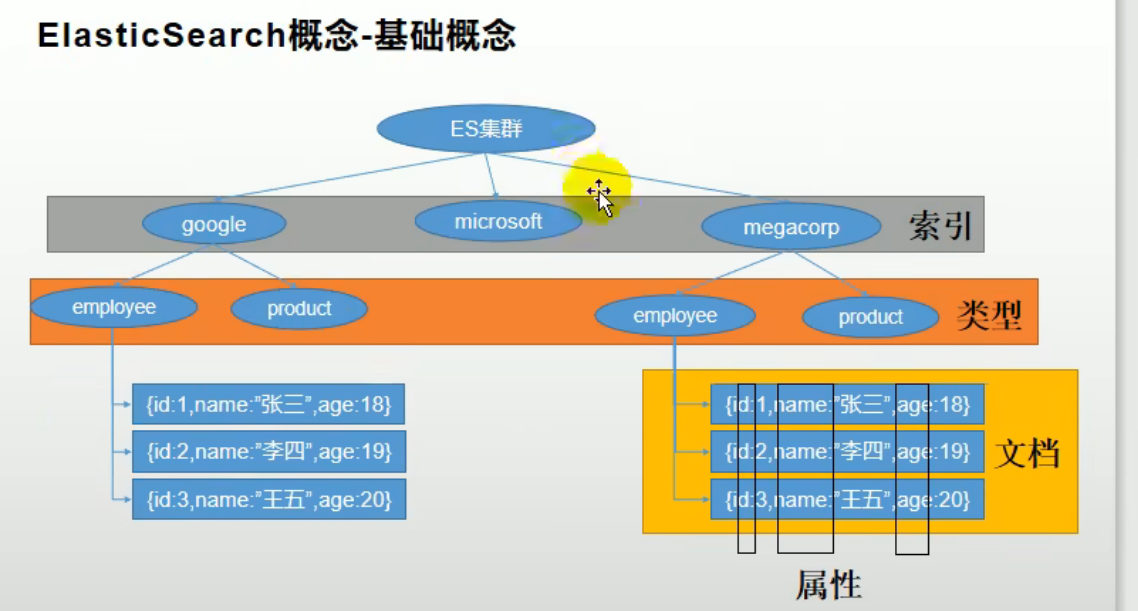 ElasticSearch概念-基础概念
ES集群
google
microsoft
megacorp
索引
employee
product
employee
product
类型
{id:1,name:”张三”,age:18}
{id:2,name:”李四”,age:19}
{id:3,name:”王五”,age:20}
{id:1,name:”张三”,age:18}
{id:2,name:”李四”,age:19}
{id:3,name:”王五”,age:20}
文档
属性